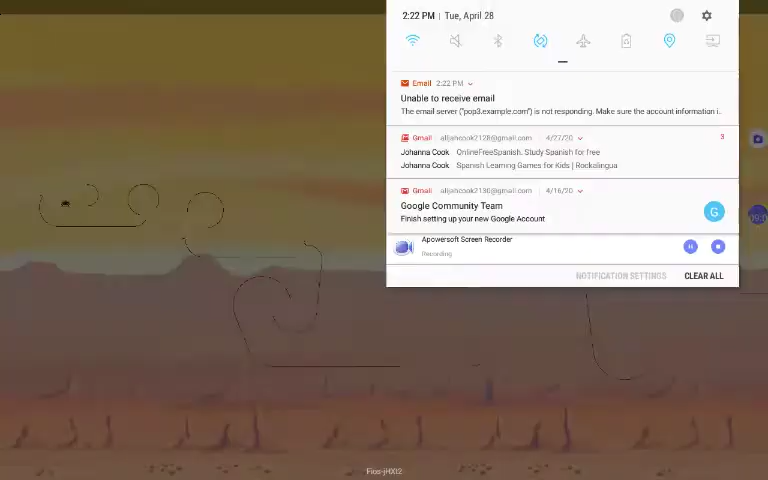 2:22 PM | Tue, April 28
Email 2:22 PM
Unable to receive email
The email server ("pop3.example.com") is not responding. Make sure the account information i..
Gmail alijahcook2128@gmail.com 4/27/20 3
Johanna Cook OnlineFreeSpanish. Study Spanish for free
Johanna Cook Spanish Learning Games for Kids | Rockalingua
Gmail alijahcook2130@gmail.com 4/16/20
Google Community Team
G
Finish setting up your new Google Account
Apowersoft Screen Recorder
Recording
NOTIFICATION SETTINGS CLEAR ALL